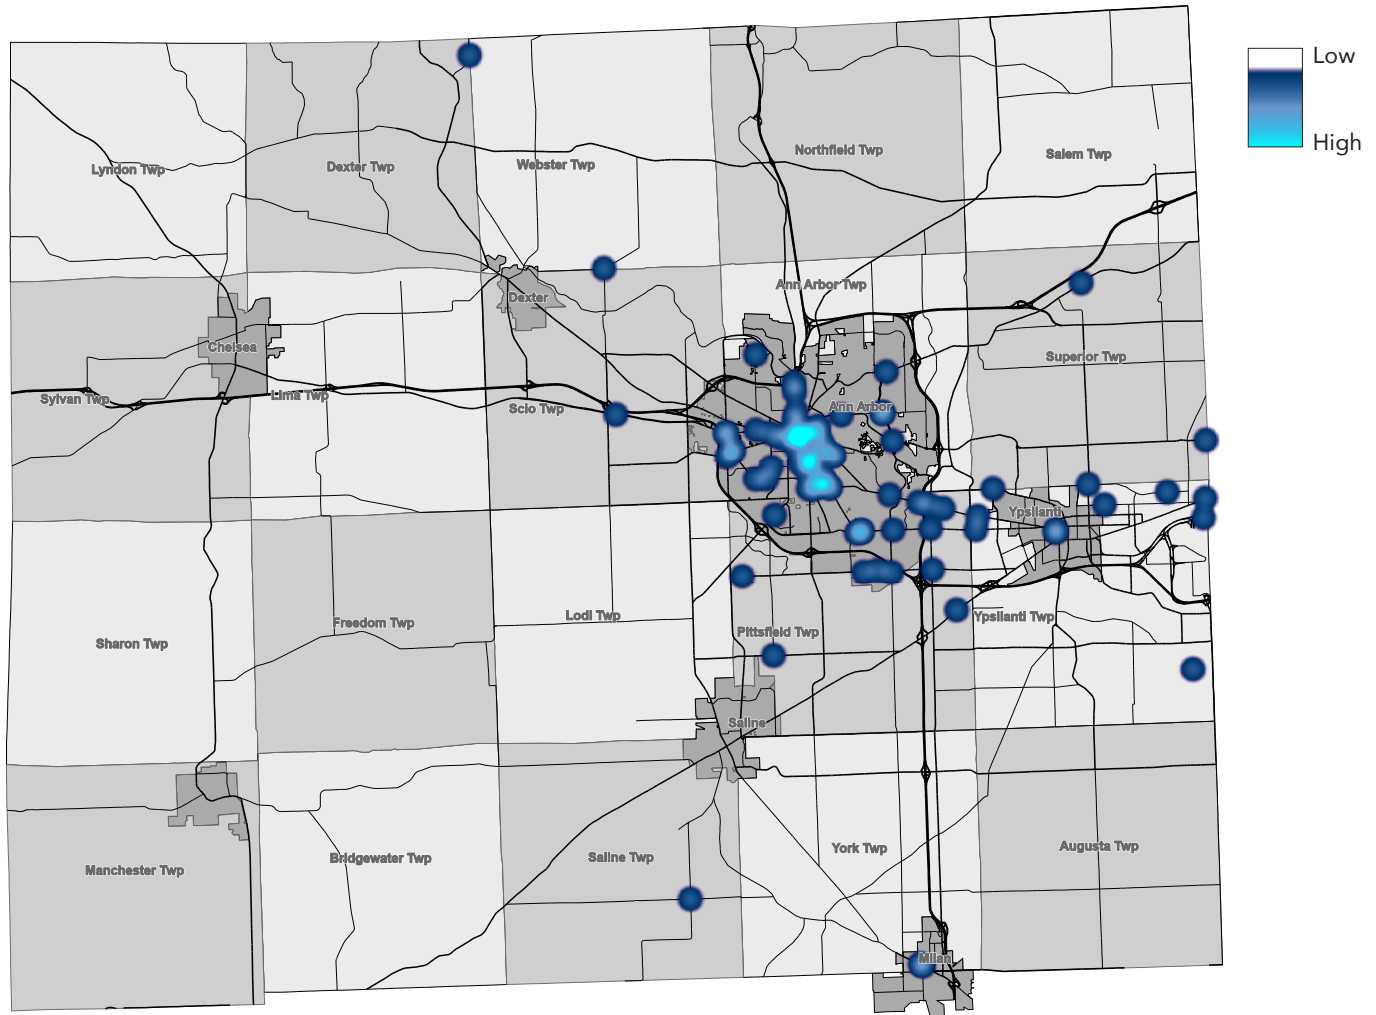 Low
High
Northfield Twp
Salem Twp
Lyndon Twp
Dexter Twp
Webster Twp
Ann Arbor Twp
Dexter
Chelsea
Superior Twp
Sylvan Twp
Lima Twp
Scio Twp
Ann Arbor
Ypsilanti
Freedom Twp
Lodi Twp
Ypsilanti Twp
Sharon Twp
Pittsfield Twp
Saline
Manchester Twp
Bridgewater Twp
Saline Twp
York Twp
Augusta Twp
Milan